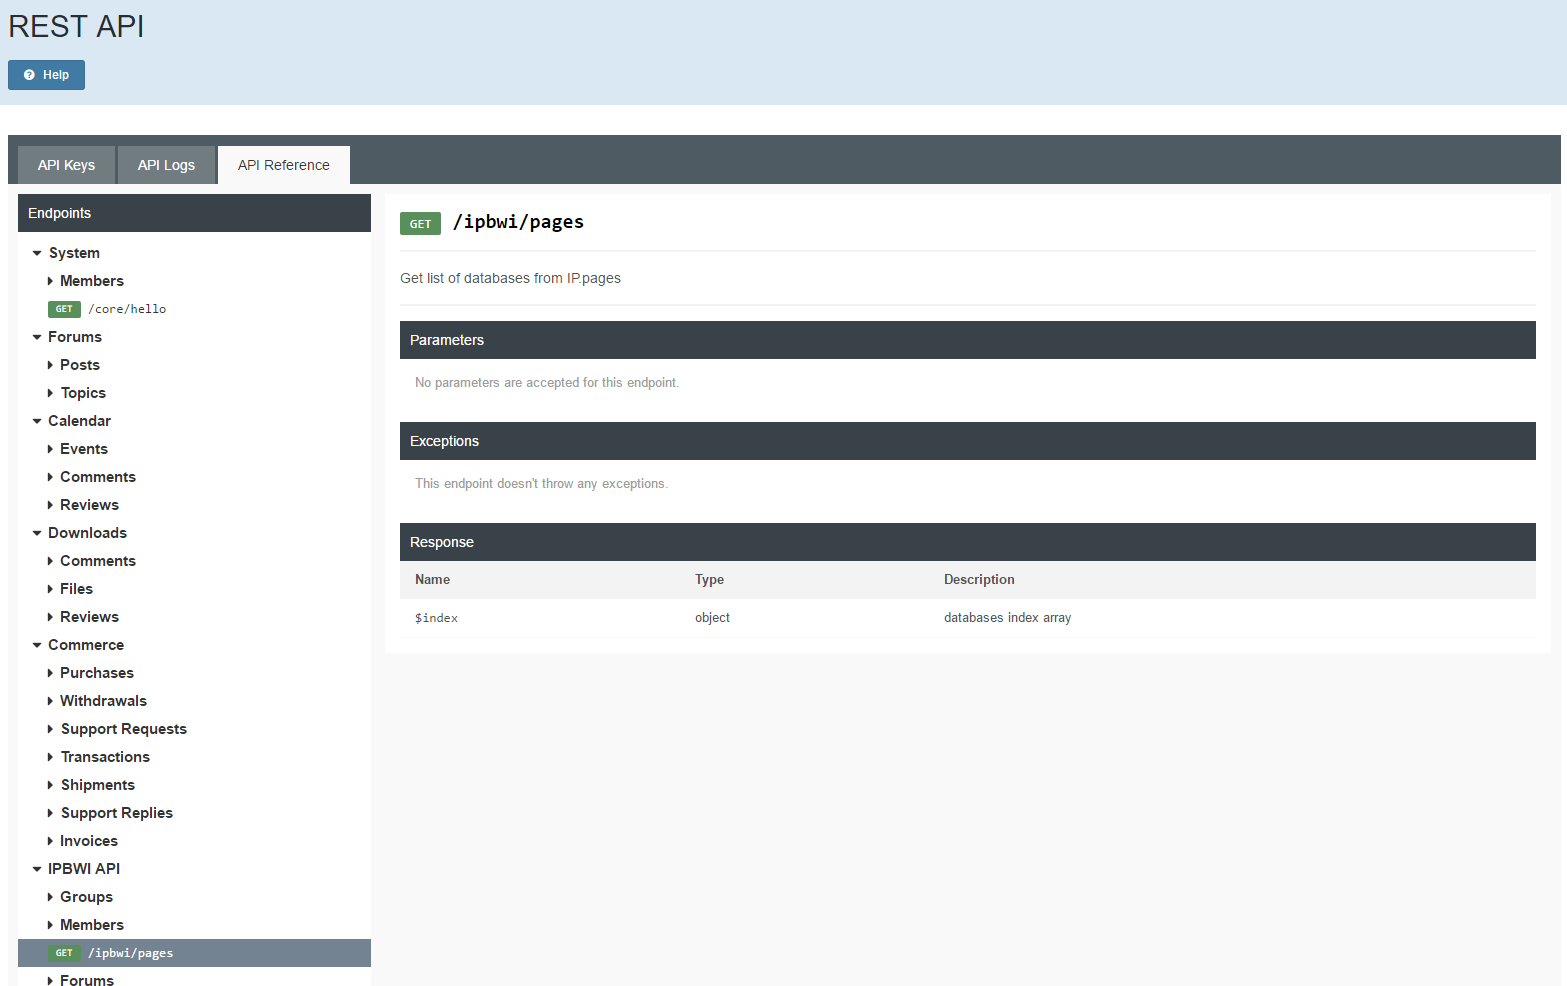 REST API
Help
API Keys
API Logs
API Reference
Endpoints
System
Members
GET /core/hello
Forums
Posts
Topics
Calendar
Events
Comments
Reviews
Downloads
Comments
Files
Reviews
Commerce
Purchases
Withdrawals
Support Requests
Transactions
Shipments
Support Replies
Invoices
IPBWI API
Groups
Members
GET /ipbwi/pages
Forums
GET /ipbwi/pages
Get list of databases from IP.pages
Parameters
No parameters are accepted for this endpoint.
Exceptions
This endpoint doesn't throw any exceptions.
Response
Name Type Description
$index object databases index array